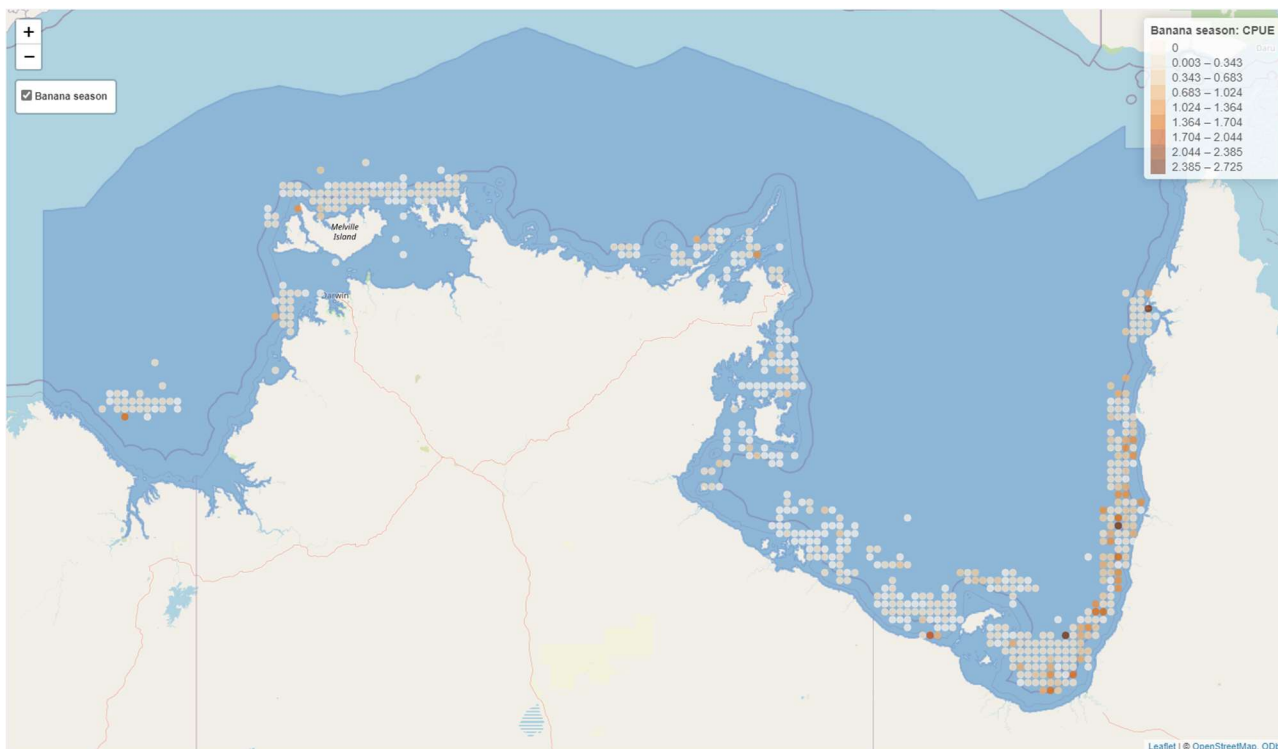 +
−
Banana season
Banana season: CPUE
0
0.003 – 0.343
0.343 – 0.683
0.683 – 1.024
1.024 – 1.364
1.364 – 1.704
1.704 – 2.044
2.044 – 2.385
2.385 – 2.725
Daru
Melville
Island
Darwin
Leaflet | © OpenStreetMap, ODb